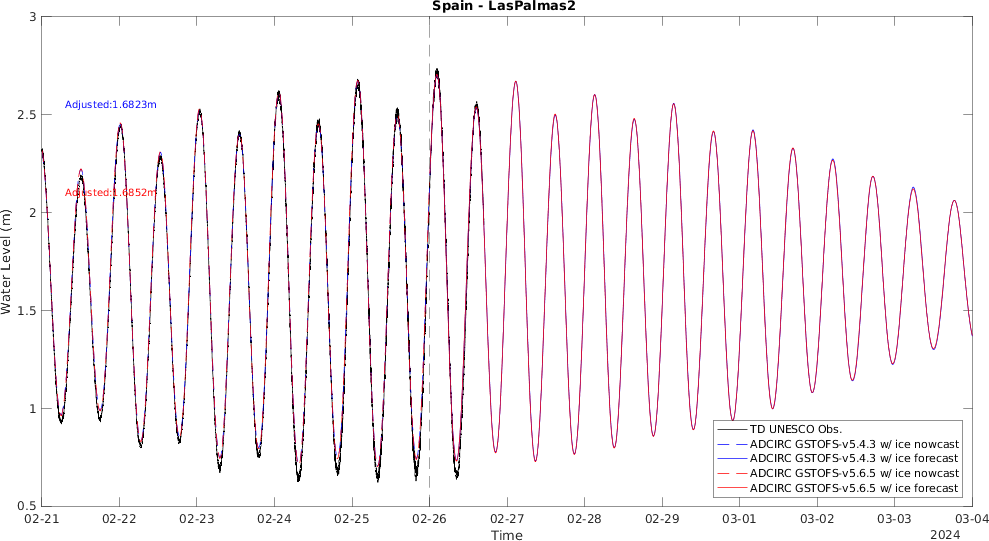 Spain - LasPalmas2
3
2.5
2
1.5
1
0.5
Water Level (m)
Adjusted:1.6823m
Adjusted:1.6852m
TD UNESCO Obs.
ADCIRC GSTOFS-v5.4.3 w/ ice nowcast
ADCIRC GSTOFS-v5.4.3 w/ ice forecast
ADCIRC GSTOFS-v5.6.5 w/ ice nowcast
ADCIRC GSTOFS-v5.6.5 w/ ice forecast
02-21 02-22 02-23 02-24 02-25 02-26 02-27 02-28 02-29 03-01 03-02 03-03 03-04
Time
2024